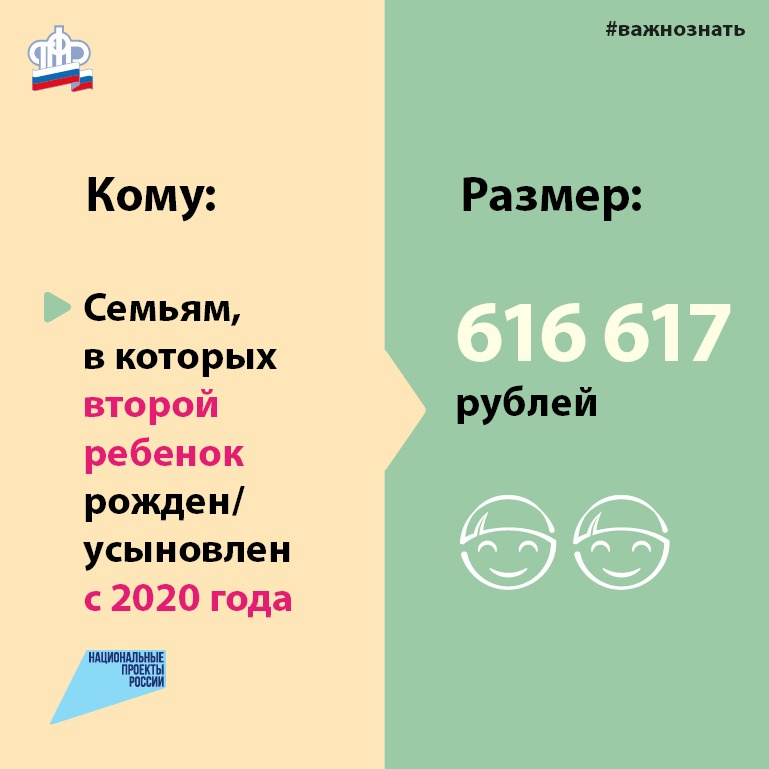 #важнознать
Кому:
Семьям,
в которых
второй
ребенок
рожден/
усыновлен
с 2020 года
Размер:
616 617
рублей
НАЦИОНАЛЬНЫЕ
ПРОЕКТЫ
РОССИИ